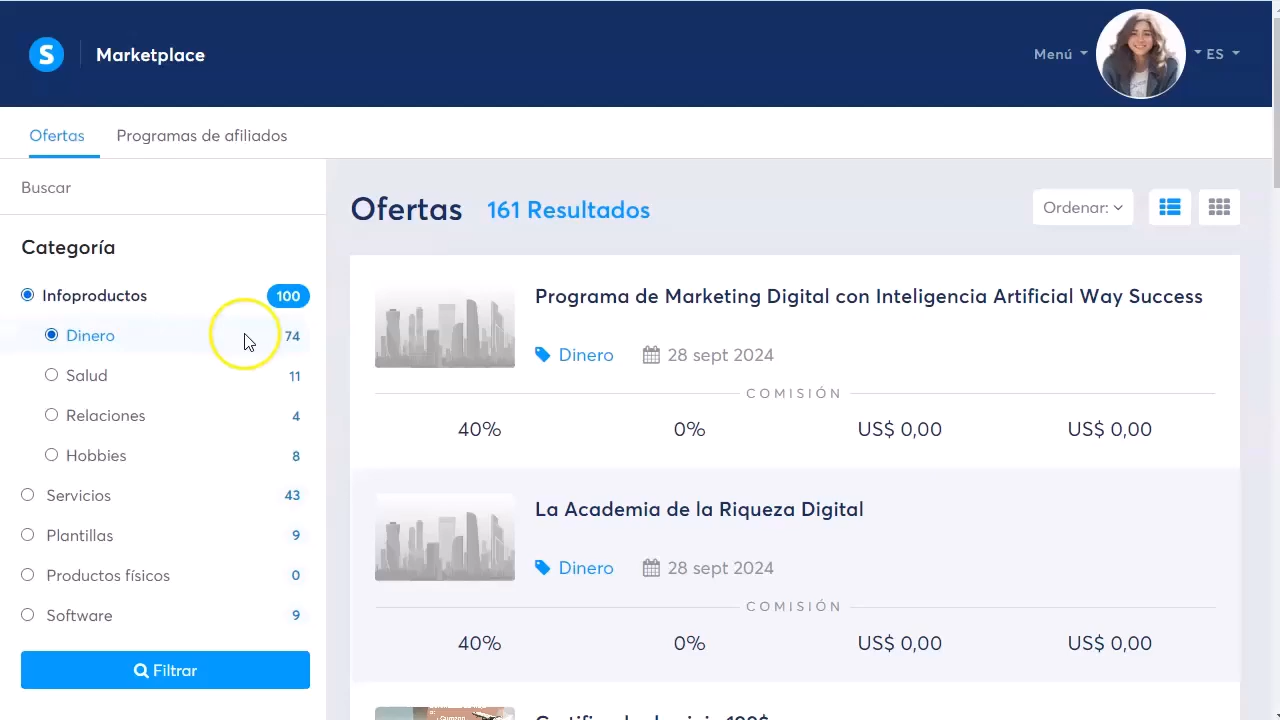 S
Marketplace
Menú
ES
Ofertas
Programas de afiliados
Buscar
Categoría
Infoproductos 100
Dinero 74
Salud 11
Relaciones 4
Hobbies 8
Servicios 43
Plantillas 9
Productos físicos 0
Software 9
Filtrar
Ofertas 161 Resultados
Ordenar:
Programa de Marketing Digital con Inteligencia Artificial Way Success
Dinero 28 sept 2024
COMISIÓN
40% 0% US$ 0,00 US$ 0,00
La Academia de la Riqueza Digital
Dinero 28 sept 2024
COMISIÓN
40% 0% US$ 0,00 US$ 0,00